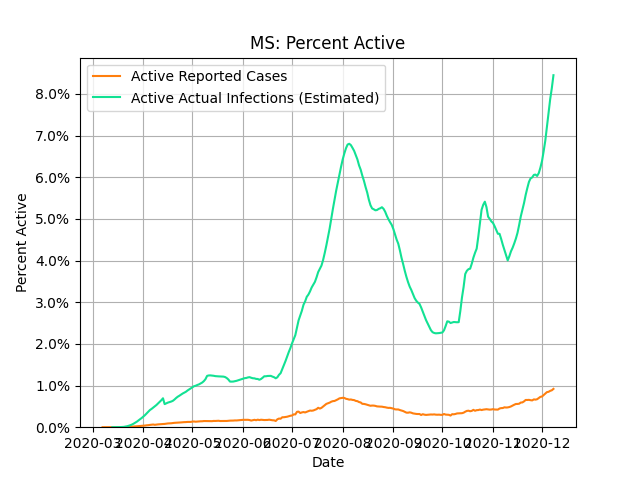 MS: Percent Active
Active Reported Cases
Active Actual Infections (Estimated)
8.0%
7.0%
6.0%
5.0%
4.0%
3.0%
2.0%
1.0%
0.0%
Percent Active
2020-03 2020-04 2020-05 2020-06 2020-07 2020-08 2020-09 2020-10 2020-11 2020-12
Date